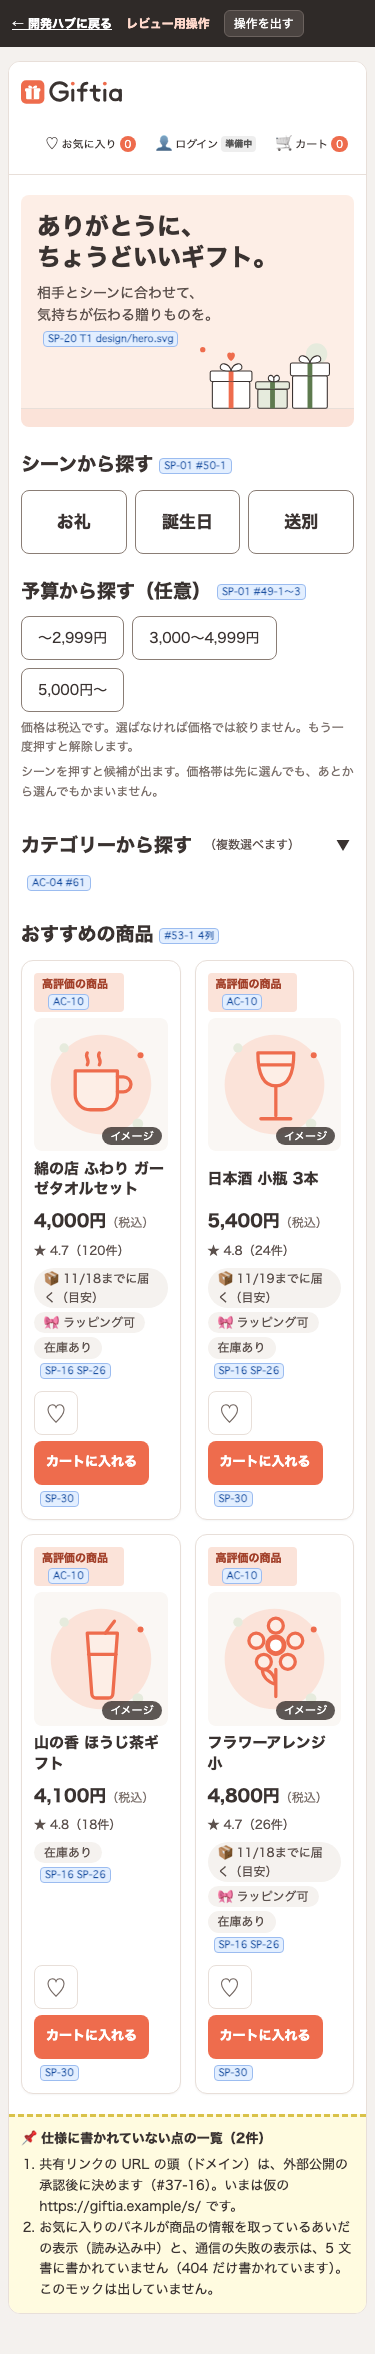 ← 開発ハブに戻る レビュー用操作 操作を出す
Giftia
♡ お気に入り 0 ログイン 準備中 カート 0
ありがとうに、
ちょうどいいギフト。
相手とシーンに合わせて、
気持ちが伝わる贈りものを。
SP-20 T1 design/hero.svg
シーンから探す SP-01 #50-1
お礼 誕生日 送別
予算から探す（任意） SP-01 #49-1〜3
〜2,999円 3,000〜4,999円
5,000円〜
価格は税込です。選ばなければ価格では絞りません。もう一
度押すと解除します。
シーンを押すと候補が出ます。価格帯は先に選んでも、あとか
ら選んでもかまいません。
カテゴリーから探す （複数選べます） ▼
AC-04 #61
おすすめの商品 #53-1 4列
高評価の商品
AC-10
イメージ
綿の店 ふわり ガー
ゼタオルセット
4,000円（税込）
★ 4.7（120件）
📦 11/18までに届
く（目安）
🎀 ラッピング可
在庫あり
SP-16 SP-26
♡
カートに入れる
SP-30
高評価の商品
AC-10
イメージ
日本酒 小瓶 3本
5,400円（税込）
★ 4.8（24件）
📦 11/19までに届
く（目安）
🎀 ラッピング可
在庫あり
SP-16 SP-26
♡
カートに入れる
SP-30
高評価の商品
AC-10
イメージ
山の香 ほうじ茶ギ
フト
4,100円（税込）
★ 4.8（18件）
在庫あり
SP-16 SP-26
♡
カートに入れる
SP-30
高評価の商品
AC-10
イメージ
フラワーアレンジ
小
4,800円（税込）
★ 4.7（26件）
📦 11/18までに届
く（目安）
🎀 ラッピング可
在庫あり
SP-16 SP-26
♡
カートに入れる
SP-30
📌 仕様に書かれていない点の一覧（2件）
1. 共有リンクの URL の頭（ドメイン）は、外部公開の
承認後に決めます（#37-16）。いまは仮の
https://giftia.example/s/ です。
2. お気に入りのパネルが商品の情報を取っているあいだ
の表示（読み込み中）と、通信の失敗の表示は、5 文
書に書かれていません（404 だけ書かれています）。
このモックは出していません。